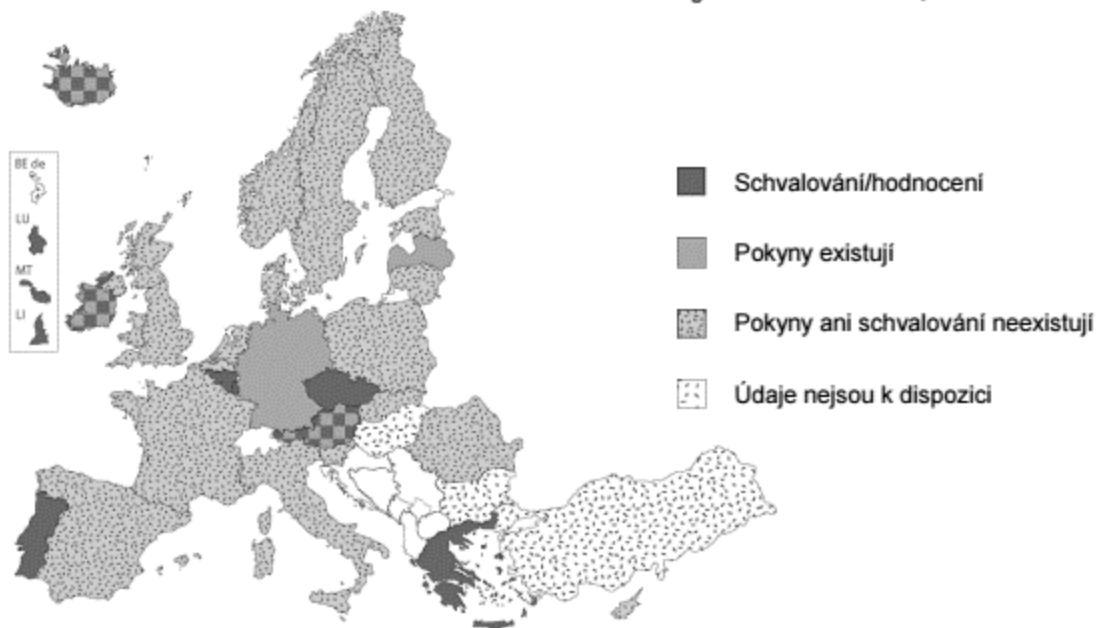 BE de
LU
MT
LI
Schvalování/hodnocení
Pokyny existují
Pokyny ani schvalování neexistují
Údaje nejsou k dispozici